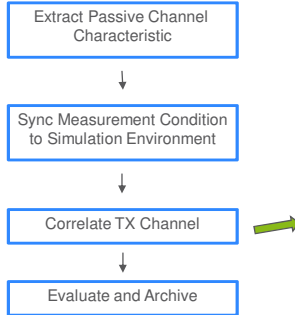 Extract Passive Channel
Characteristic
Sync Measurement Condition
to Simulation Environment
Correlate TX Channel
Evaluate and Archive